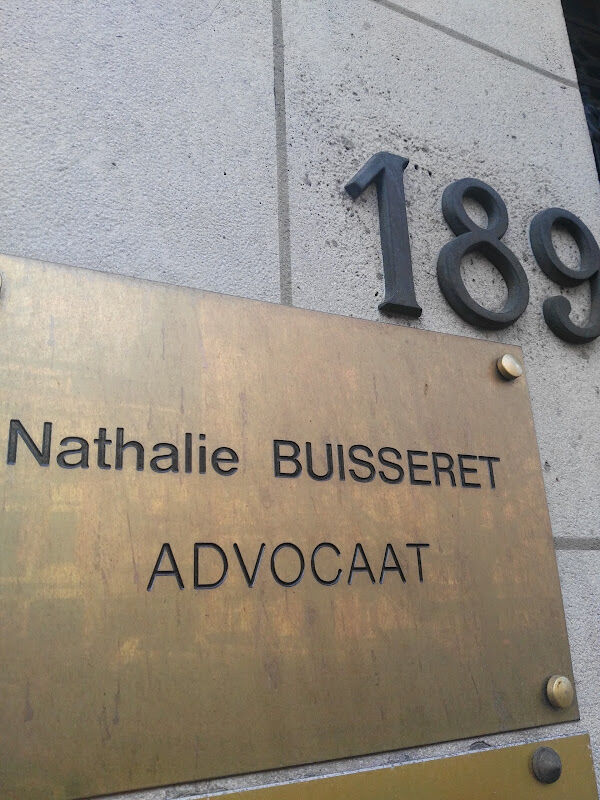 189
Nathalie BUISSERET
ADVOCAAT